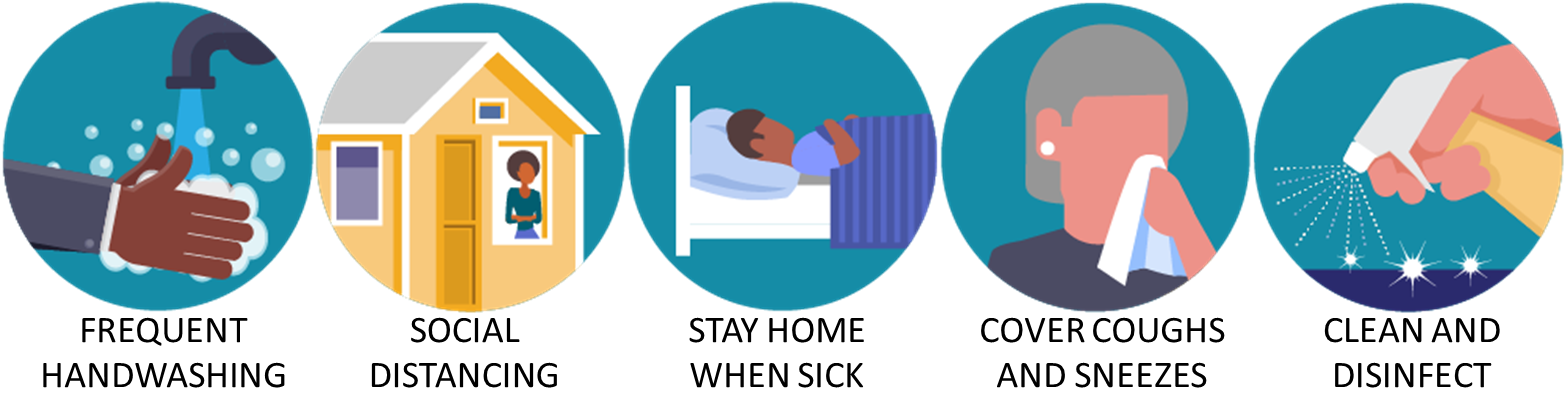 FREQUENT
HANDWASHING
SOCIAL
DISTANCING
STAY HOME
WHEN SICK
COVER COUGHS
AND SNEEZES
CLEAN AND
DISINFECT